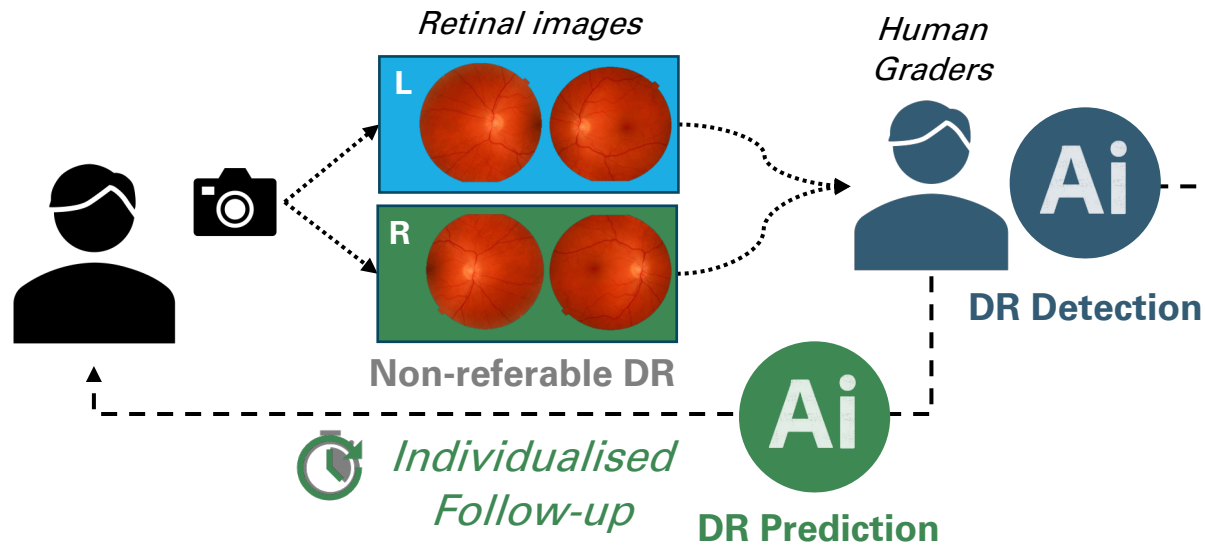 Retinal images
Human
Graders
L
R
Ai
DR Detection
Non-referable DR
Ai
Individualised
Follow-up
DR Prediction